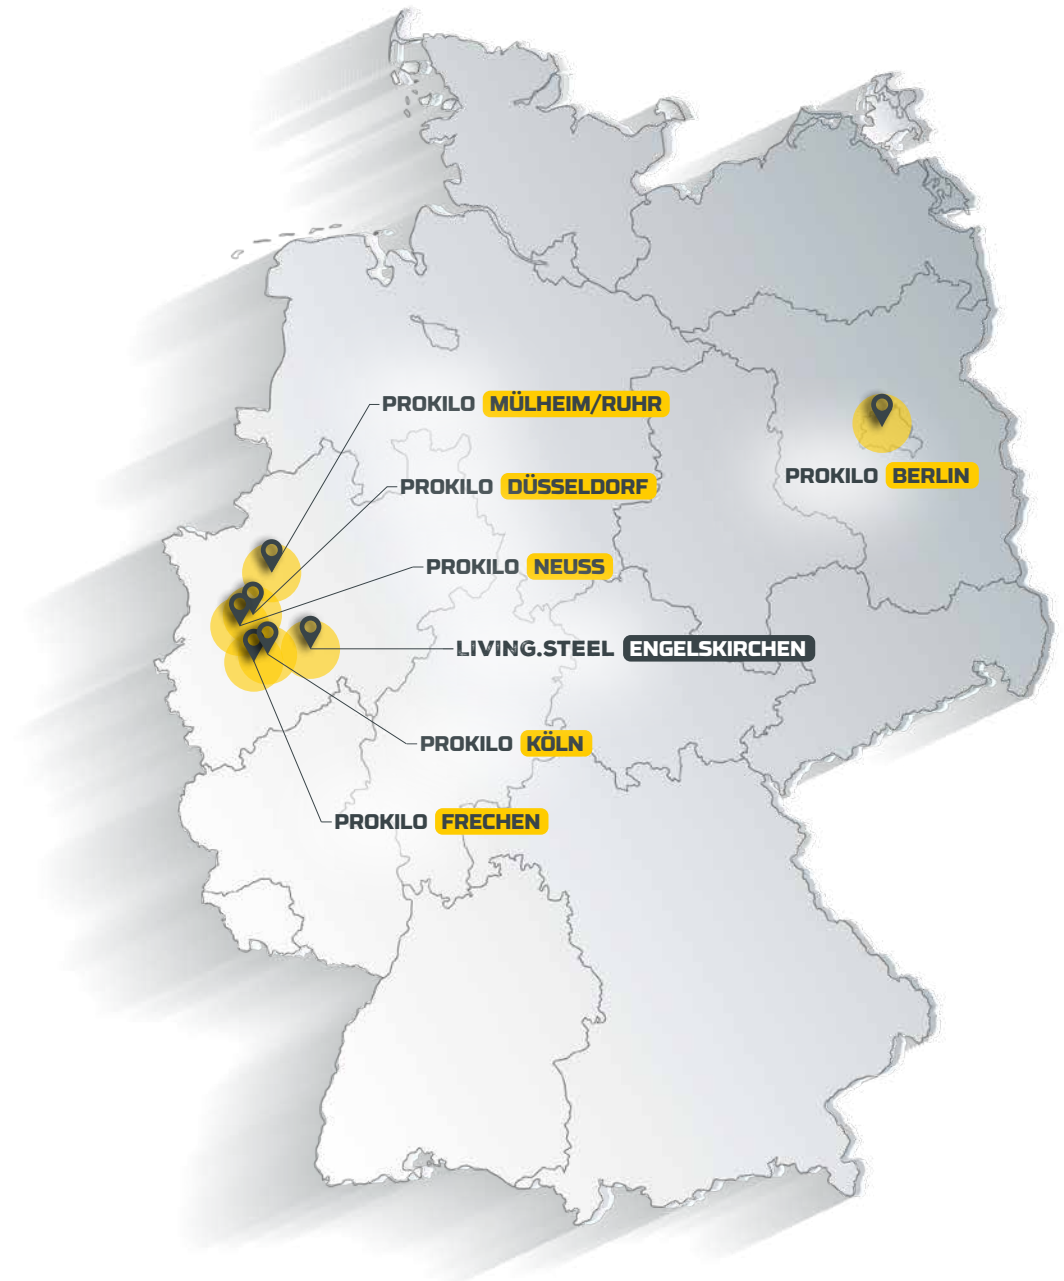 PROKILO MÜLHEIM/RUHR
PROKILO BERLIN
PROKILO DÜSSELDORF
PROKILO NEUSS
LIVING.STEEL ENGELSKIRCHEN
PROKILO KÖLN
PROKILO FRECHEN